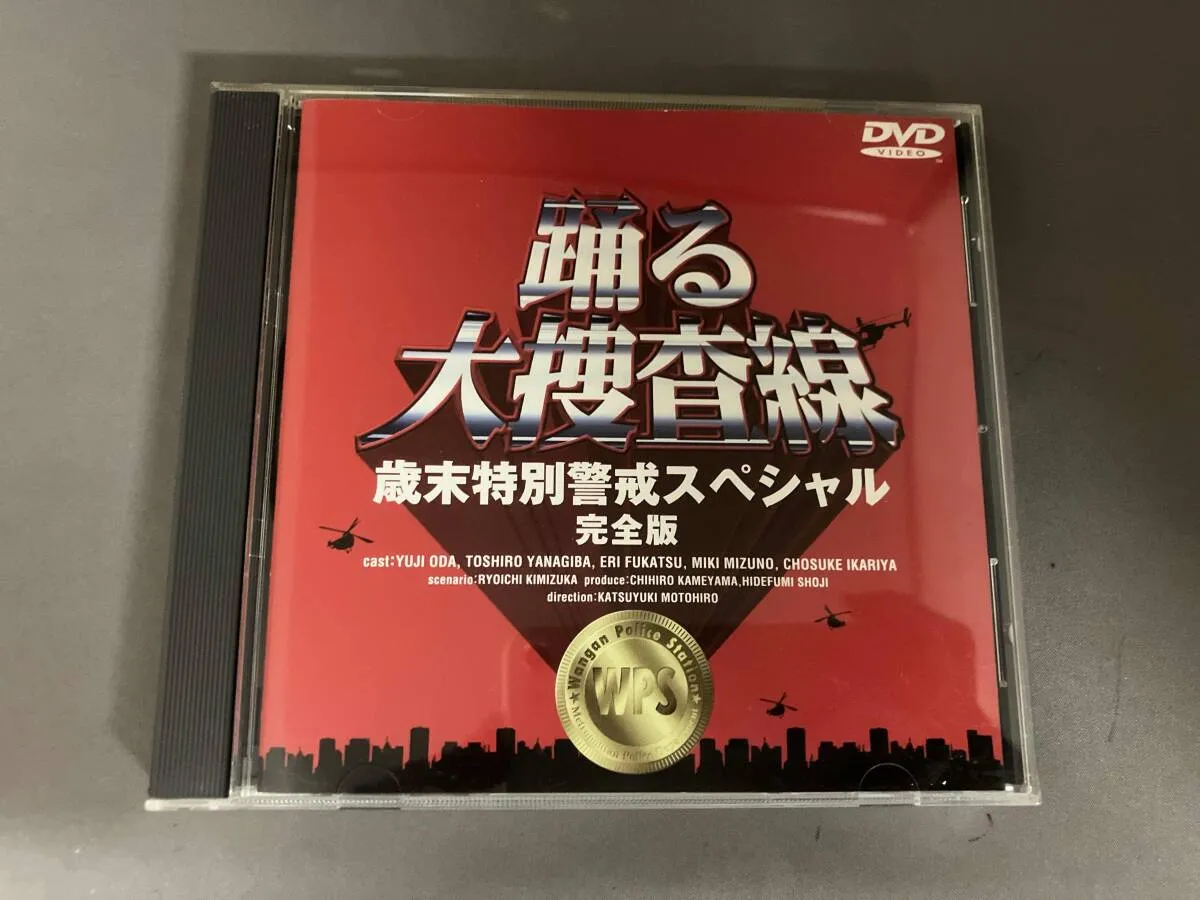 DVD
VIDEO
踊る
大捜査線
歳末特別警戒スペシャル
完全版
cast:YUJI ODA, TOSHIRO YANAGIBA, ERI FUKATSU, MIKI MIZUNO, CHOSUKE IKARIYA
scenario:RYOICHI KIMIZUKA produce:CHIHIRO KAMEYAMA,HIDEFUMI SHOJI
direction:KATSUYUKI MOTOHIRO
★Wangan Police Station★
WPS
Metropolitan Police